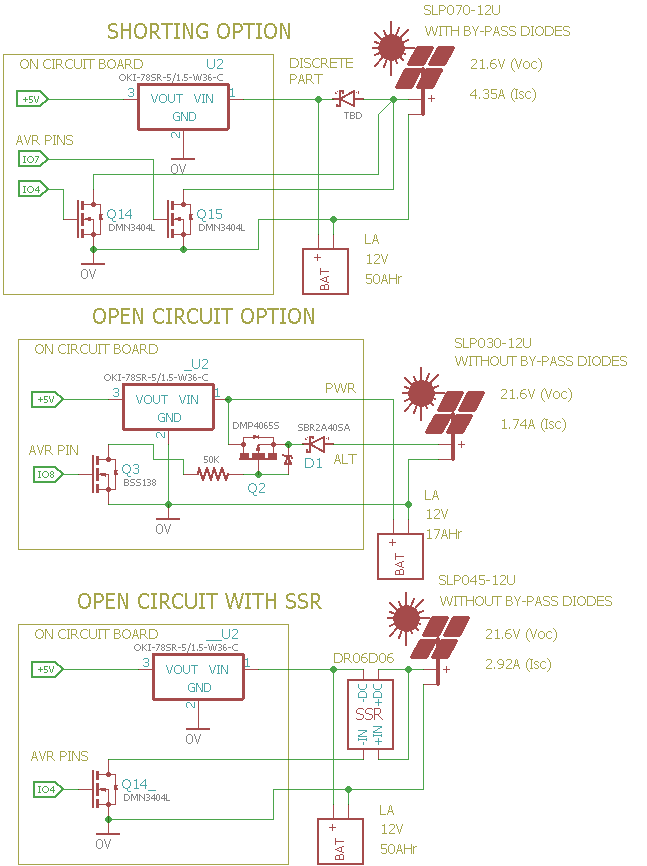 SHORTING OPTION
SLP070-12U
WITH BY-PASS DIODES
21.6V (Voc)
4.35A (Isc)
ON CIRCUIT BOARD
U2
OKI-78SR-5/1.5-W36-C
DISCRETE
PART
+5V
3
VOUT
VIN
1
GND
2
TBD
+
0V
AVR PINS
IO7
IO4
Q14
DMN3404L
Q15
DMN3404L
0V
+
BAT
LA
12V
50AHr
OPEN CIRCUIT OPTION
SLP030-12U
WITHOUT BY-PASS DIODES
21.6V (Voc)
1.74A (Isc)
ON CIRCUIT BOARD
_U2
OKI-78SR-5/1.5-W36-C
PWR
+5V
3
VOUT
VIN
1
GND
2
DMP4065S
SBR2A40SA
+
AVR PIN
IO8
Q3
BSS138
50K
Q2
D1
ALT
0V
+
BAT
LA
12V
17AHr
OPEN CIRCUIT WITH SSR
SLP045-12U
WITHOUT BY-PASS DIODES
21.6V (Voc)
2.92A (Isc)
ON CIRCUIT BOARD
__U2
OKI-78SR-5/1.5-W36-C
+5V
3
VOUT
VIN
1
GND
2
DR06D06
-DC
+DC
SSR
-IN
+IN
+
0V
AVR PINS
IO4
Q14_
DMN3404L
0V
+
BAT
LA
12V
50AHr